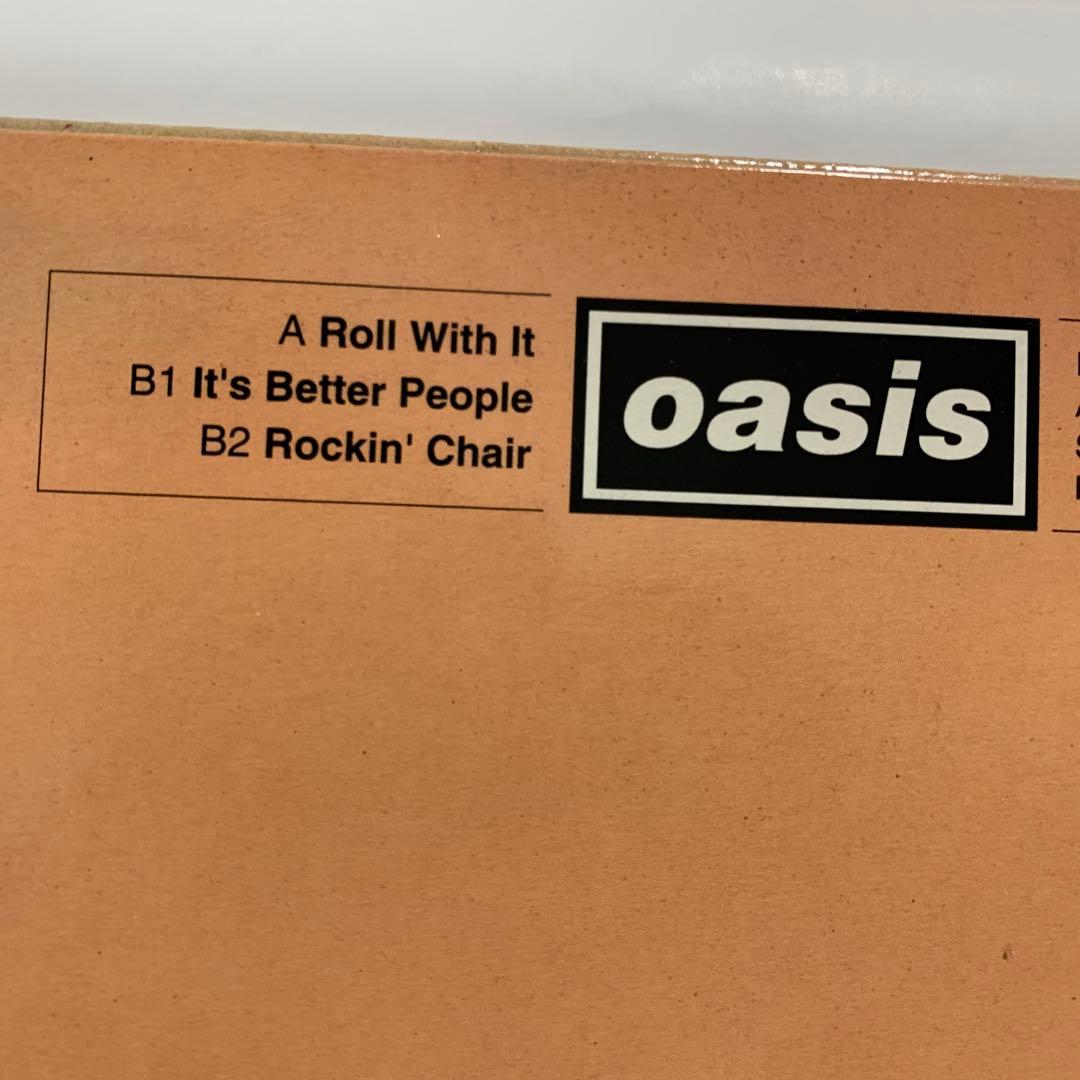 A Roll With It
B1 It's Better People
B2 Rockin' Chair
oasis